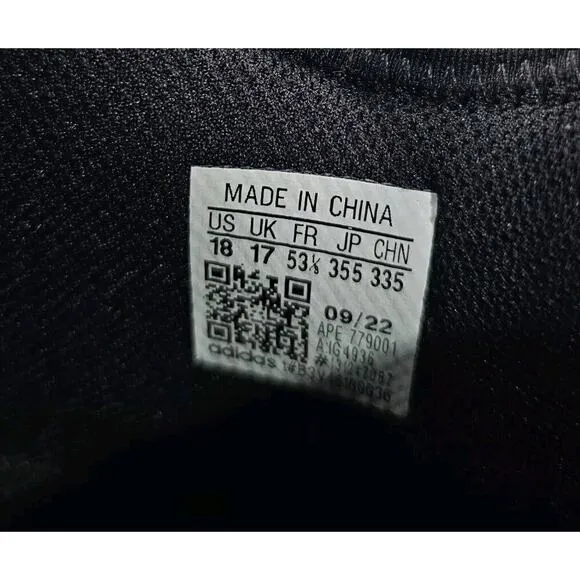 MADE IN CHINA
US UK FR JP CHN
18 17 53⅓ 355 335
09/22
APE 779001
adidas